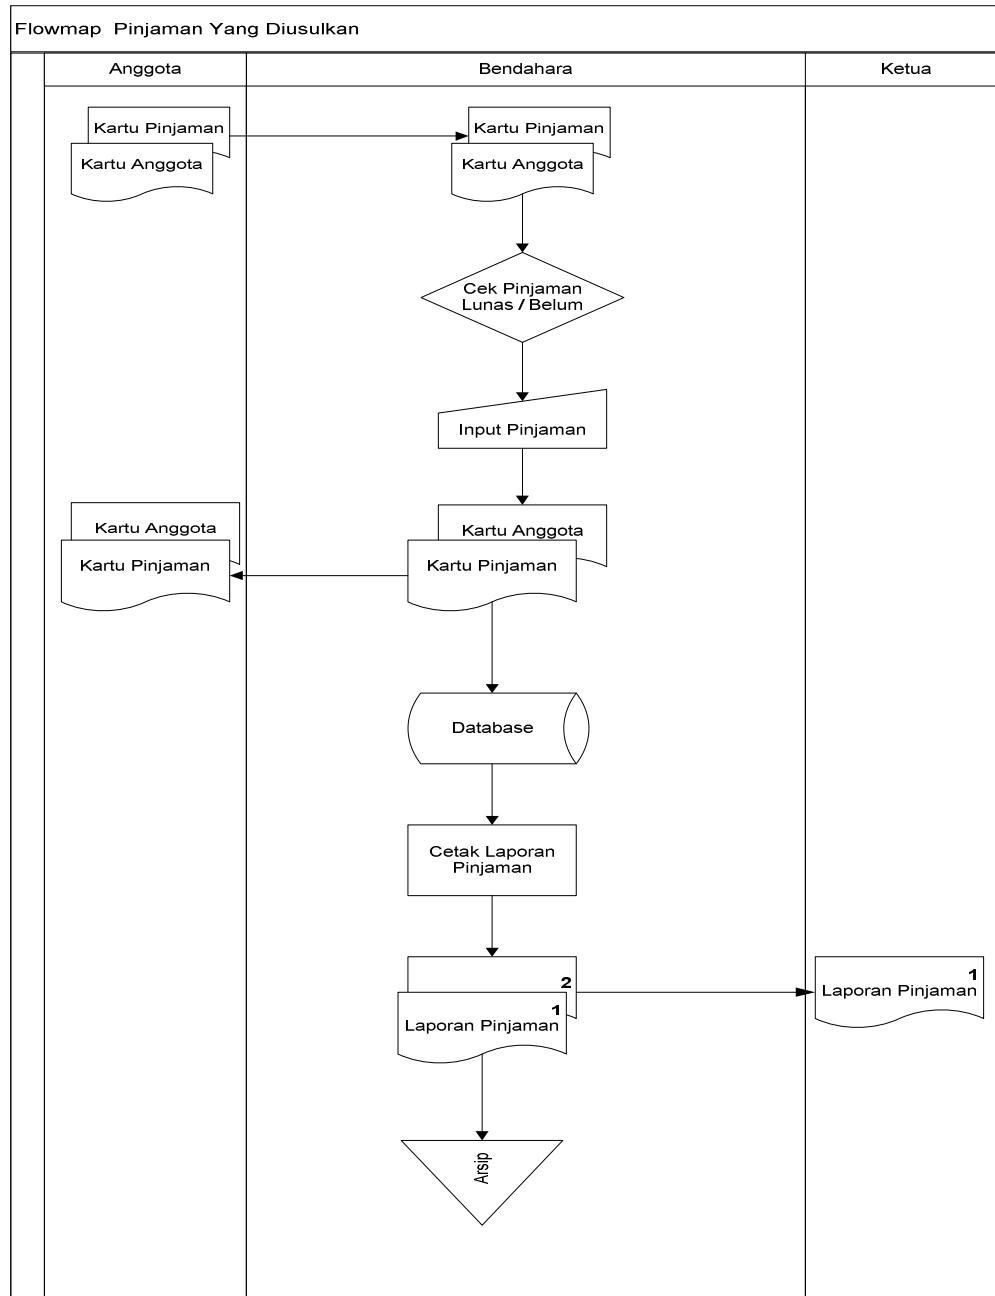 Flowmap Pinjaman Yang Diusulkan
Anggota
Bendahara
Ketua
Kartu Pinjaman
Kartu Anggota
Kartu Pinjaman
Kartu Anggota
Cek Pinjaman
Lunas / Belum
Input Pinjaman
Kartu Anggota
Kartu Pinjaman
Kartu Anggota
Kartu Pinjaman
Database
Cetak Laporan
Pinjaman
2
1
Laporan Pinjaman
1
Laporan Pinjaman
Arsip